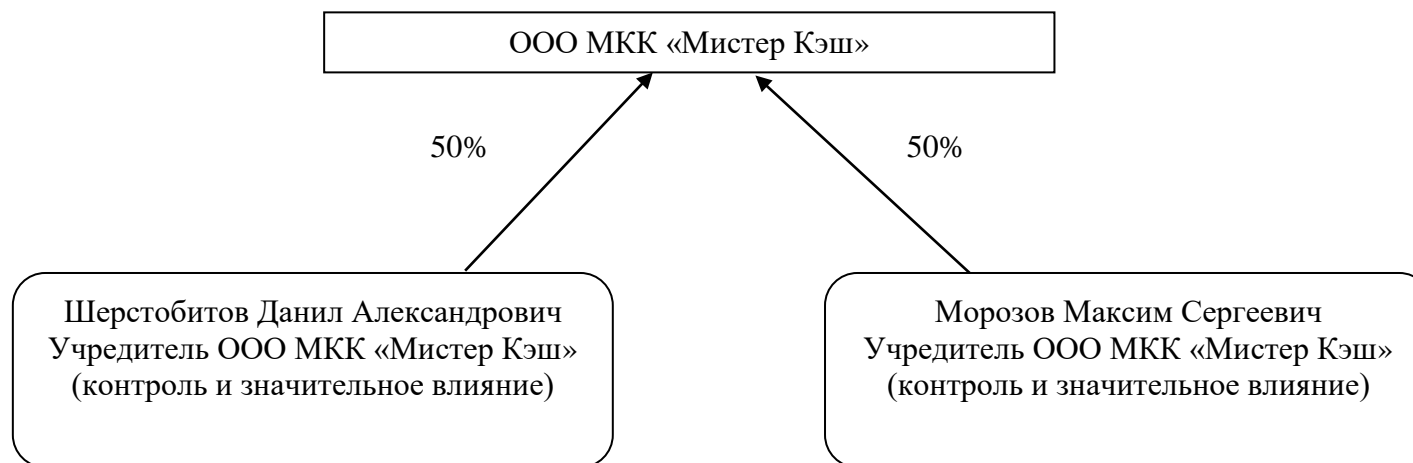 ООО МКК «Мистер Кэш»
50%
50%
Шерстобитов Данил Александрович
Учредитель ООО МКК «Мистер Кэш»
(контроль и значительное влияние)
Морозов Максим Сергеевич
Учредитель ООО МКК «Мистер Кэш»
(контроль и значительное влияние)